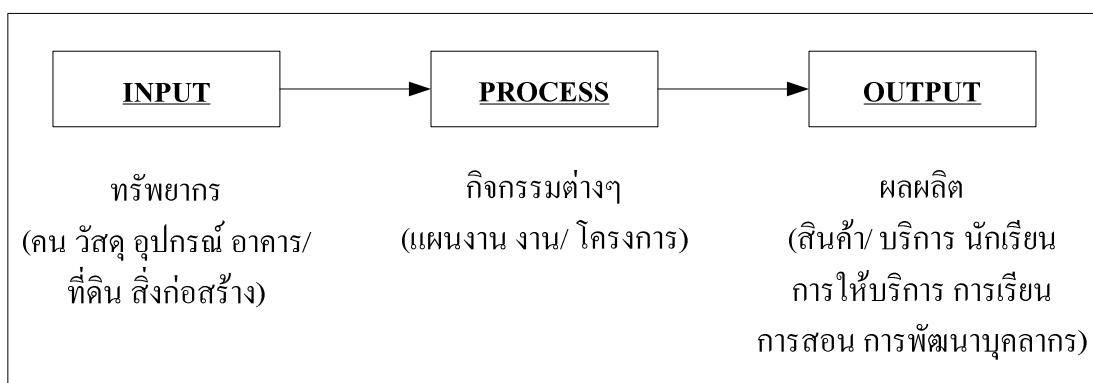 INPUT
PROCESS
OUTPUT
ทรัพยากร
(คน วัสดุ อุปกรณ์ อาคาร/
ที่ดิน สิ่งก่อสร้าง)
กิจกรรมต่างๆ
(แผนงาน งาน/ โครงการ)
ผลผลิต
(สินค้า/ บริการ นักเรียน
การให้บริการ การเรียน
การสอน การพัฒนาบุคลากร)